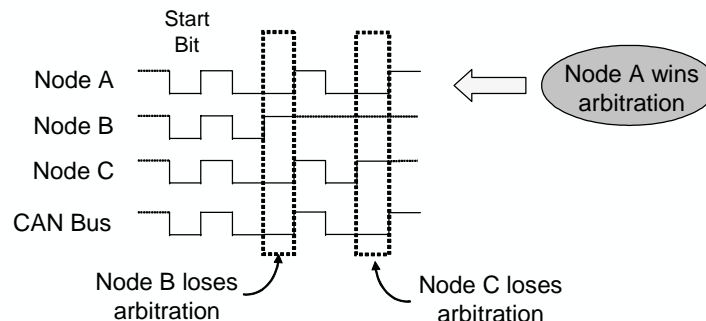 Start
Bit
Node A
Node B
Node C
CAN Bus
Node A wins
arbitration
Node B loses
arbitration
Node C loses
arbitration